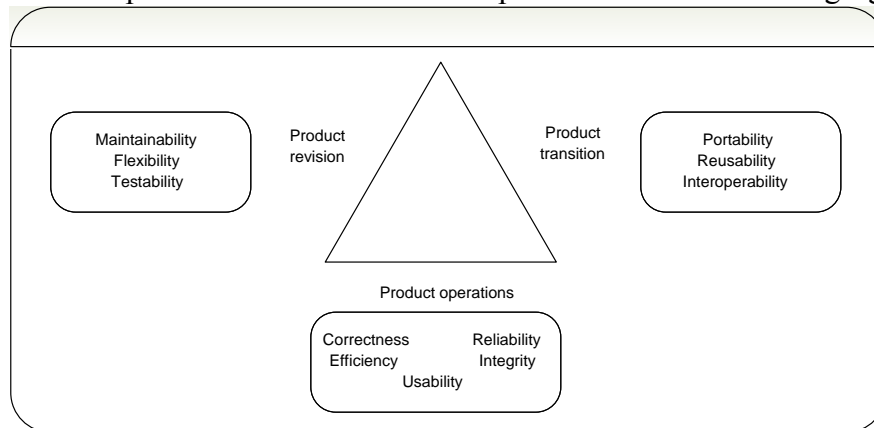 Maintainability
Flexibility
Testability
Product
revision
Product
transition
Portability
Reusability
Interoperability
Product operations
Correctness Reliability
Efficiency Integrity
Usability